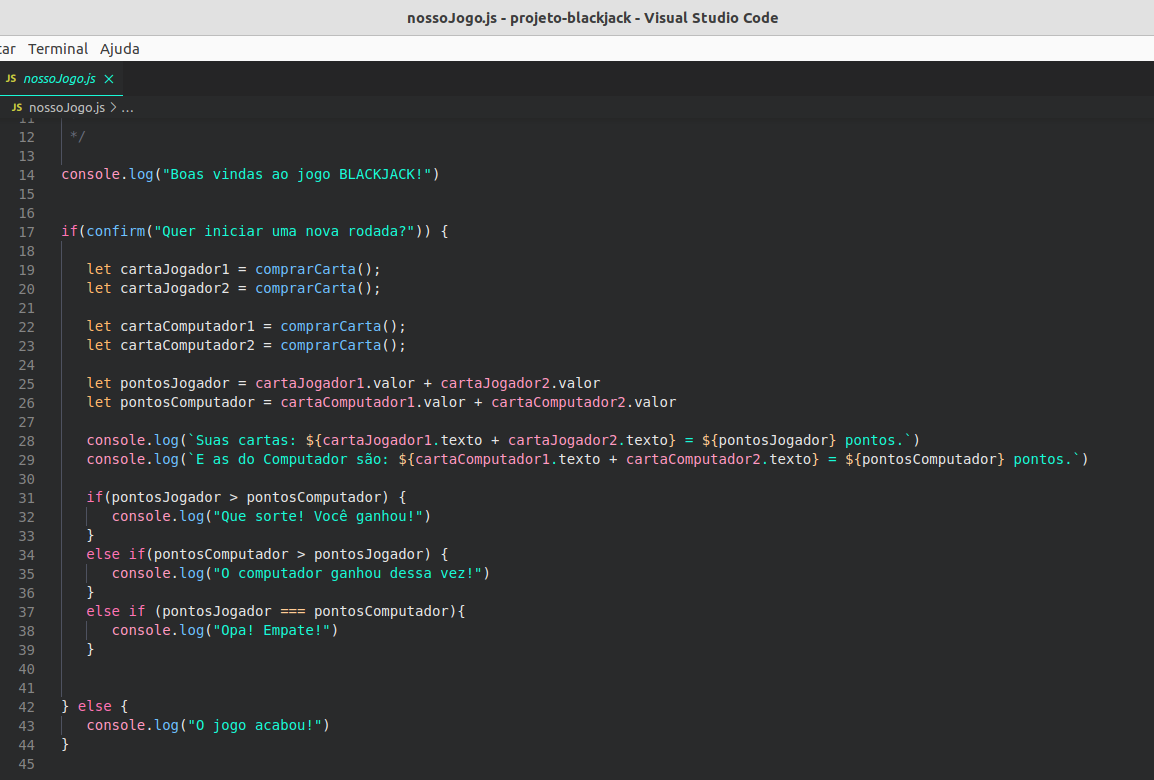 nossoJogo.js - projeto-blackjack - Visual Studio Code
Terminal Ajuda
JS nossoJogo.js ×
JS nossoJogo.js > ...
11
12 */
13
14 console.log("Boas vindas ao jogo BLACKJACK!")
15
16
17 if(confirm("Quer iniciar uma nova rodada?")) {
18
19 let cartaJogador1 = comprarCarta();
20 let cartaJogador2 = comprarCarta();
21
22 let cartaComputador1 = comprarCarta();
23 let cartaComputador2 = comprarCarta();
24
25 let pontosJogador = cartaJogador1.valor + cartaJogador2.valor
26 let pontosComputador = cartaComputador1.valor + cartaComputador2.valor
27
28 console.log(`Suas cartas: ${cartaJogador1.texto + cartaJogador2.texto} = ${pontosJogador} pontos.`)
29 console.log(`E as do Computador são: ${cartaComputador1.texto + cartaComputador2.texto} = ${pontosComputador} pontos.`)
30
31 if(pontosJogador > pontosComputador) {
32 console.log("Que sorte! Você ganhou!")
33 }
34 else if(pontosComputador > pontosJogador) {
35 console.log("O computador ganhou dessa vez!")
36 }
37 else if (pontosJogador === pontosComputador){
38 console.log("Opa! Empate!")
39 }
40
41
42 } else {
43 console.log("O jogo acabou!")
44 }
45